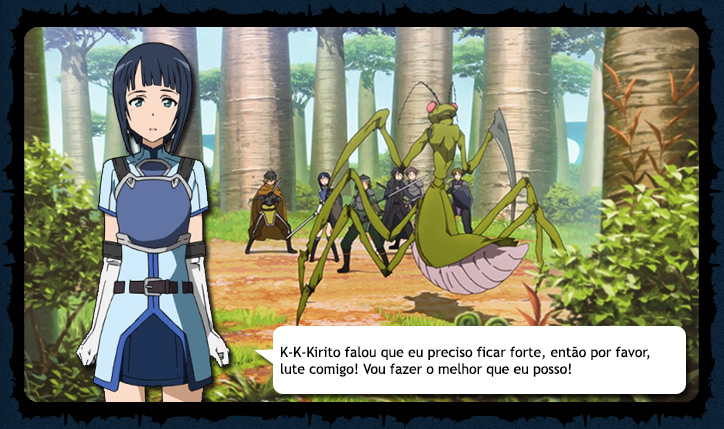 K-K-Kirito falou que eu preciso ficar forte, então por favor,
lute comigo! Vou fazer o melhor que eu posso!